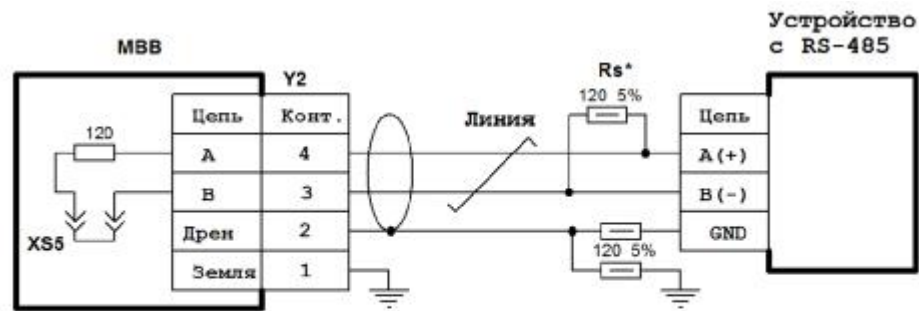 Устройство
с RS-485
МВВ
Y2
Rs*
120 5%
Цепь Конт.
Линия
Цепь
120
А 4
A(+)
В 3
B(-)
XS5
Дрен 2
GND
120 5%
Земля 1